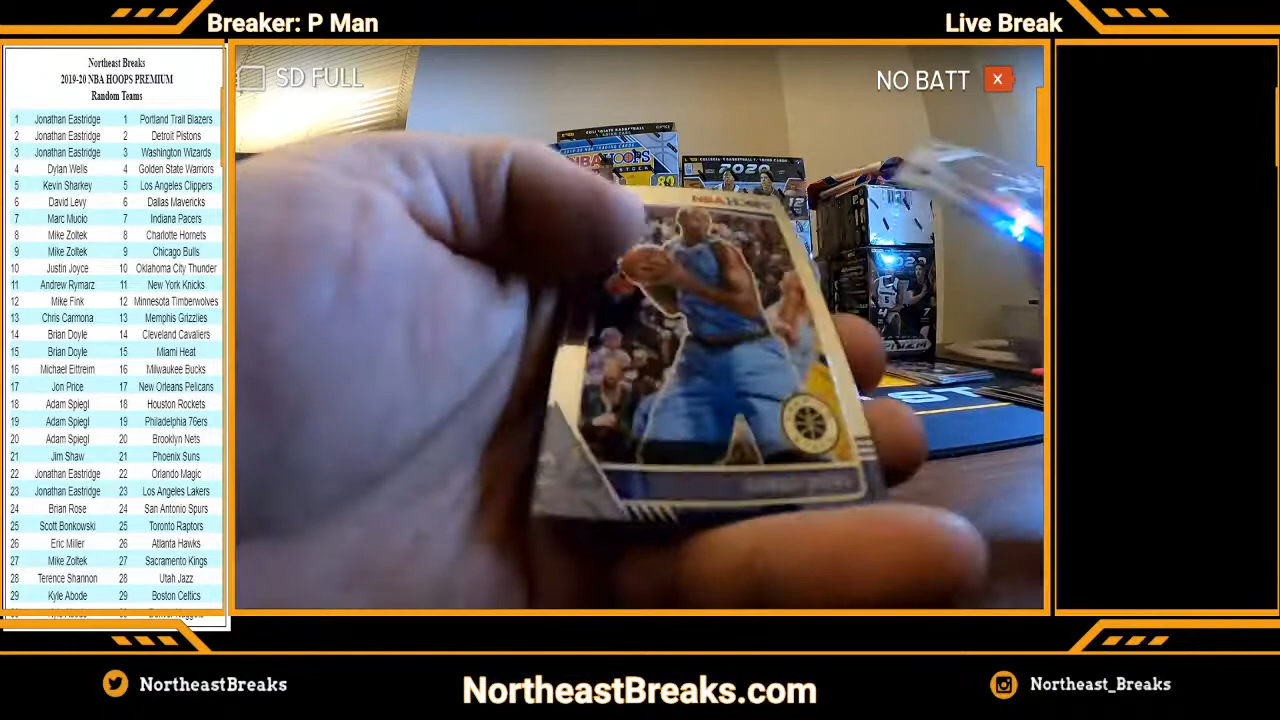 Breaker: P Man
Live Break
Northeast Breaks
2019-20 NBA HOOPS PREMIUM
Random Teams
1 Jonathan Eastridge 1 Portland Trail Blazers
2 Jonathan Eastridge 2 Detroit Pistons
3 Jonathan Eastridge 3 Washington Wizards
4 Dylan Wells 4 Golden State Warriors
5 Kevin Sharkey 5 Los Angeles Clippers
6 David Levy 6 Dallas Mavericks
7 Marc Mucio 7 Indiana Pacers
8 Mike Zoltek 8 Charlotte Hornets
9 Mike Zoltek 9 Chicago Bulls
10 Justin Joyce 10 Oklahoma City Thunder
11 Andrew Rymarz 11 New York Knicks
12 Mike Fink 12 Minnesota Timberwolves
13 Chris Carmona 13 Memphis Grizzlies
14 Brian Doyle 14 Cleveland Cavaliers
15 Brian Doyle 15 Miami Heat
16 Michael Eittreim 16 Milwaukee Bucks
17 Jon Price 17 New Orleans Pelicans
18 Adam Spiegl 18 Houston Rockets
19 Adam Spiegl 19 Philadelphia 76ers
20 Adam Spiegl 20 Brooklyn Nets
21 Jim Shaw 21 Phoenix Suns
22 Jonathan Eastridge 22 Orlando Magic
23 Jonathan Eastridge 23 Los Angeles Lakers
24 Brian Rose 24 San Antonio Spurs
25 Scott Bonkowski 25 Toronto Raptors
26 Eric Miller 26 Atlanta Hawks
27 Mike Zoltek 27 Sacramento Kings
28 Terence Shannon 28 Utah Jazz
29 Kyle Abode 29 Boston Celtics
SD FULL
NO BATT
NBA HOOPS
2020
12
NBA HOOPS
PRIZM
NortheastBreaks
NortheastBreaks.com
Northeast_Breaks